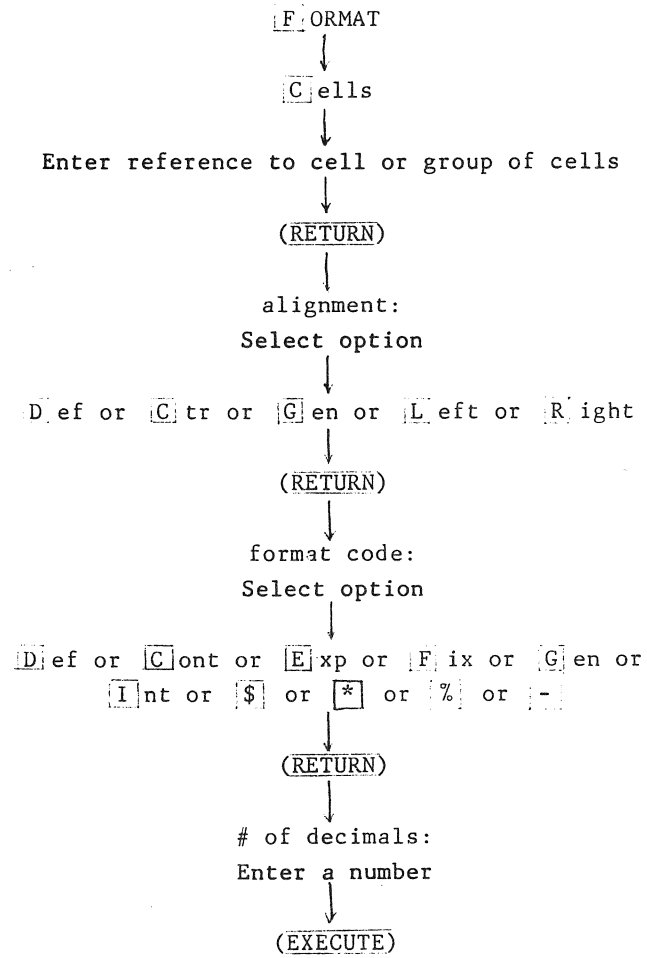 FORMAT
Cells
Enter reference to cell or group of cells
(RETURN)
alignment:
Select option
Def or Ctr or Gen or Left or Right
(RETURN)
format code:
Select option
Def or Cont or Exp or Fix or Gen or
Int or $ or * or % or -
(RETURN)
# of decimals:
Enter a number
(EXECUTE)